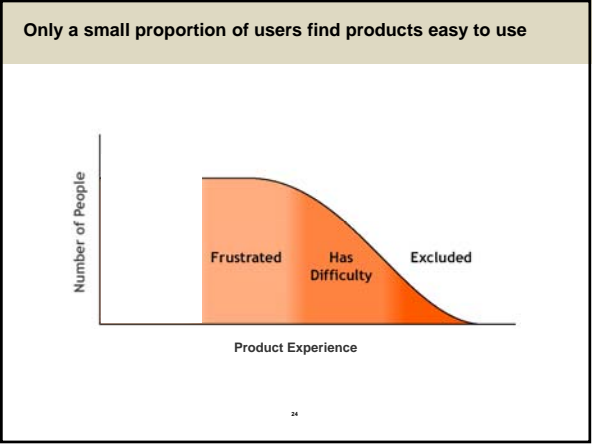 Only a small proportion of users find products easy to use
Number of People
Frustrated
Has
Difficulty
Excluded
Product Experience
24